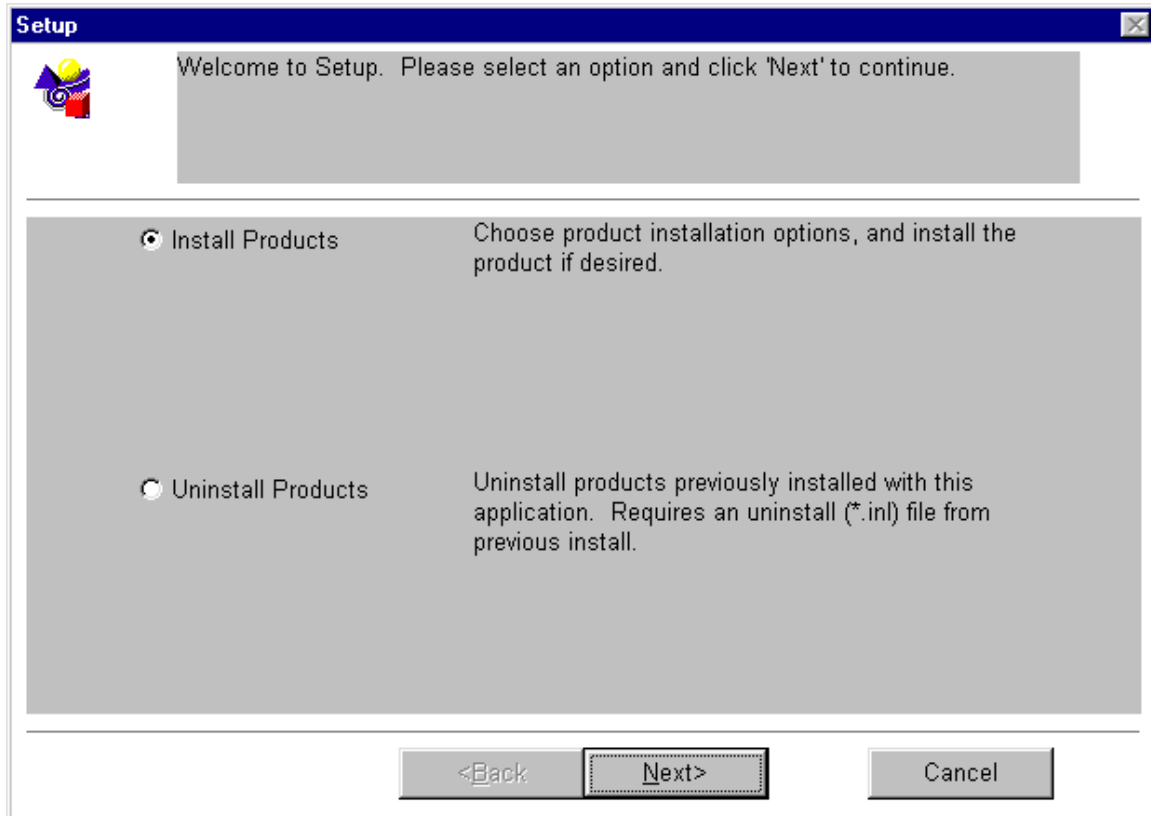 Setup
Welcome to Setup.  Please select an option and click 'Next' to continue.
Install Products
Choose product installation options, and install the
product if desired.
Uninstall Products
Uninstall products previously installed with this
application.  Requires an uninstall (*.inl) file from
previous install.
<Back
Next>
Cancel